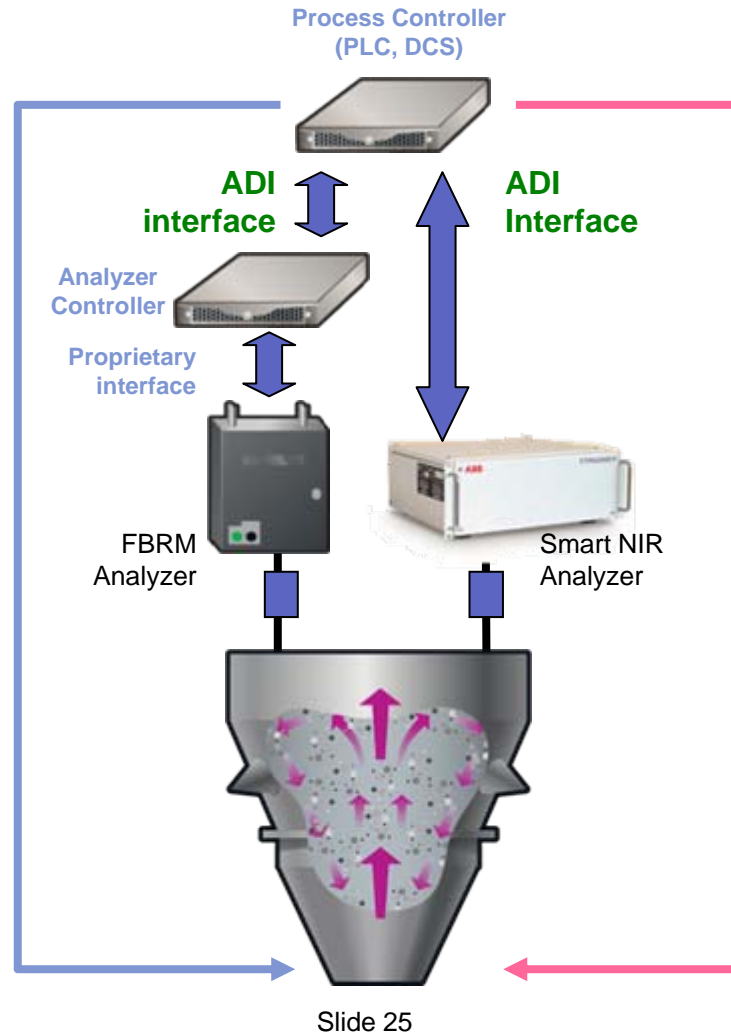 Process Controller
(PLC, DCS)
ADI
interface
ADI
Interface
Analyzer
Controller
Proprietary
interface
ABB
FBRM
Analyzer
Smart NIR
Analyzer
Slide 25